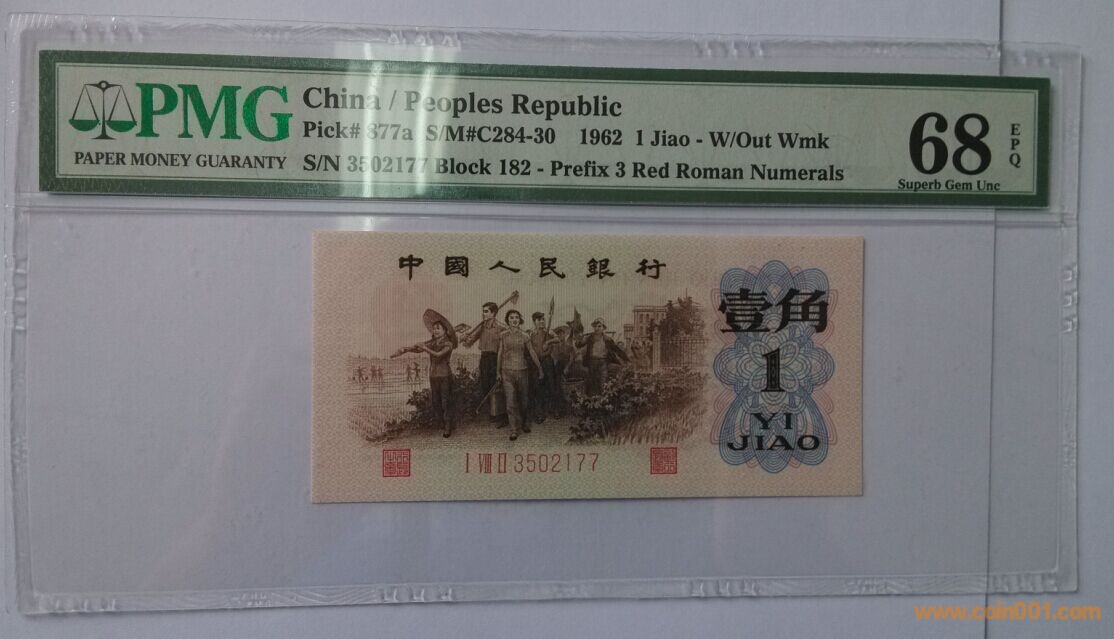 PMG
PAPER MONEY GUARANTY
China / Peoples Republic
Pick# 877a S/M#C284-30 1962 1 Jiao - W/Out Wmk
S/N 3502177 Block 182 - Prefix 3 Red Roman Numerals
68
EPQ
Superb Gem Unc
中國人民銀行
壹角
1
YI
JIAO
I VIII II 3502177
www.coin001.com